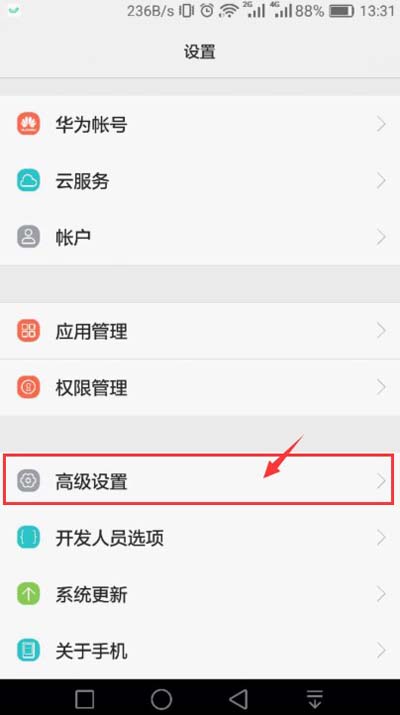 236B/s 2G 4G 88% 13:31
设置
华为帐号
云服务
帐户
应用管理
权限管理
高级设置
开发人员选项
系统更新
关于手机